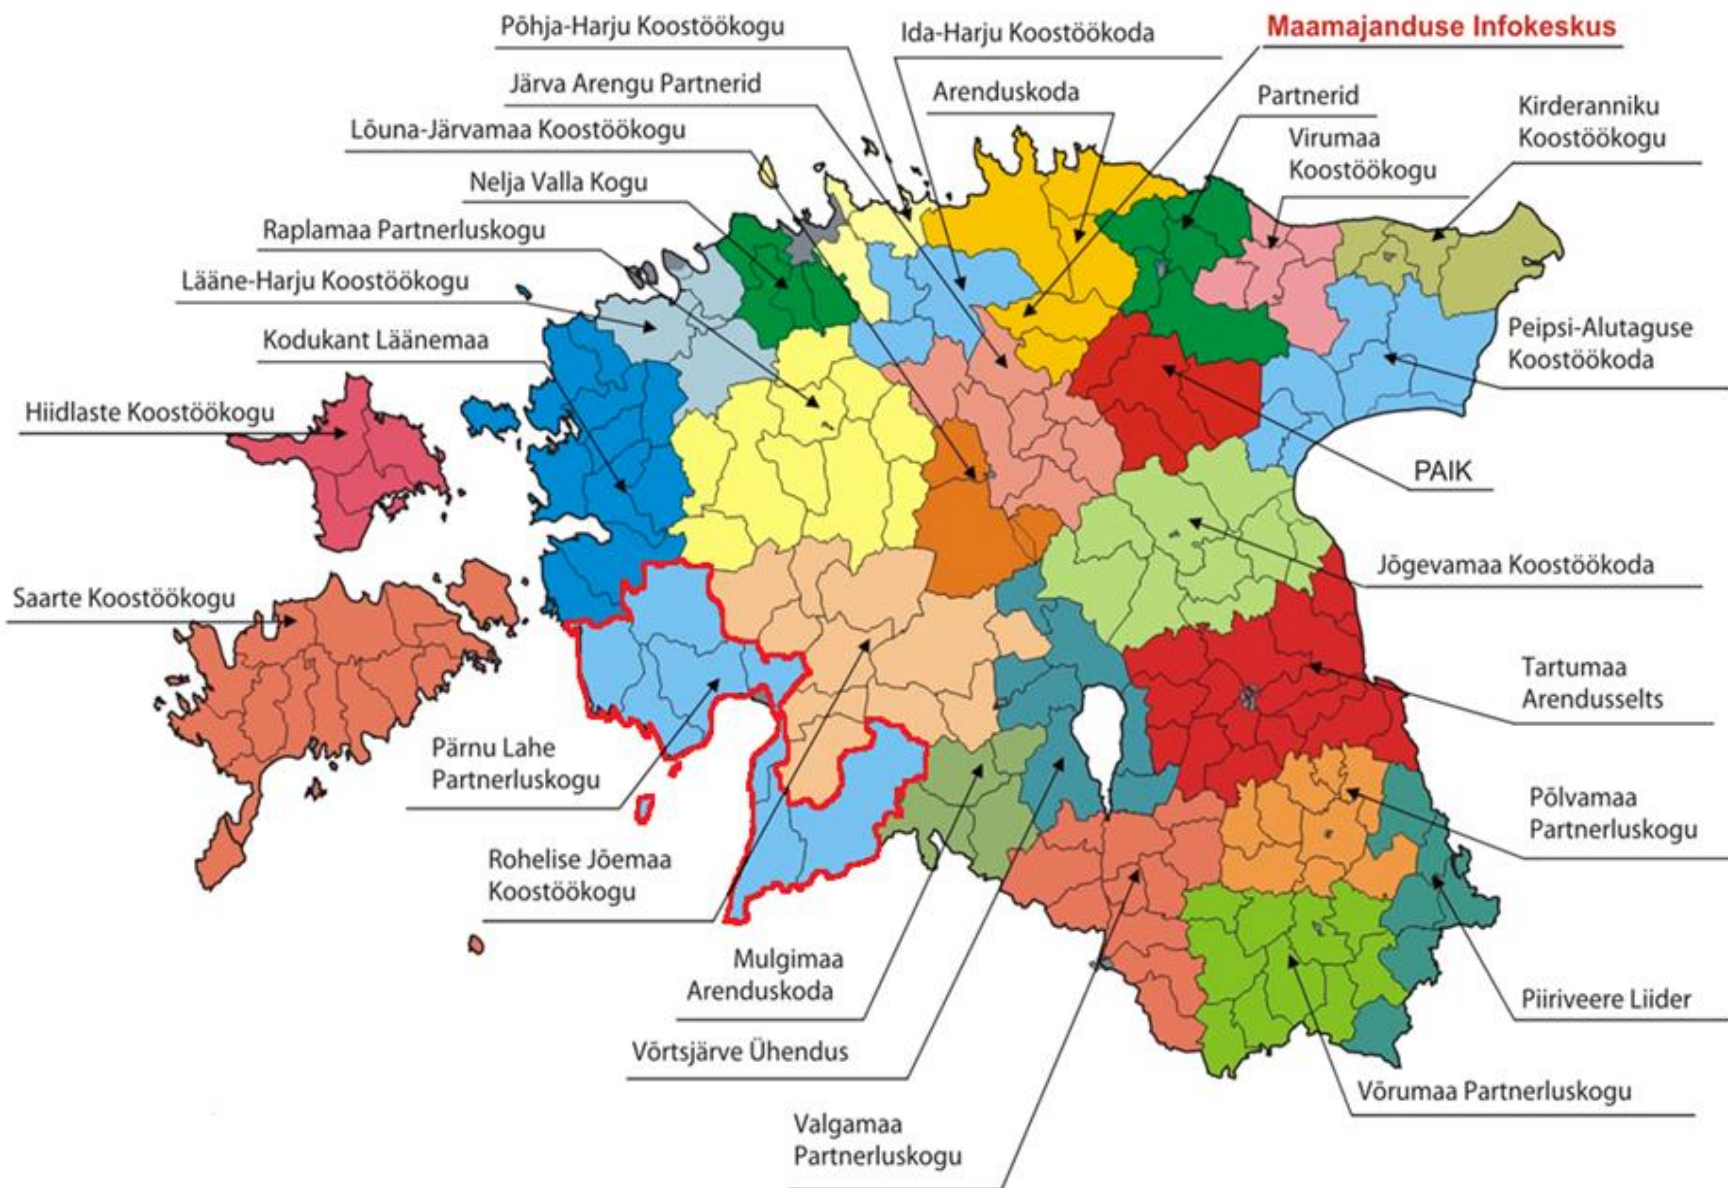 Põhja-Harju Koostöökogu
Ida-Harju Koostöökoda
Maamajanduse Infokeskus
Järva Arengu Partnerid
Arenduskoda
Partnerid
Kirderanniku
Koostöökogu
Lõuna-Järvamaa Koostöökogu
Virumaa
Koostöökogu
Nelja Valla Kogu
Raplamaa Partnerluskogu
Lääne-Harju Koostöökogu
Kodukant Läänemaa
Peipsi-Alutaguse
Koostöökoda
Hiidlaste Koostöökogu
PAIK
Jõgevamaa Koostöökoda
Saarte Koostöökogu
Tartumaa
Arendusselts
Pärnu Lahe
Partnerluskogu
Põlvamaa
Partnerluskogu
Rohelise Jõemaa
Koostöökogu
Mulgimaa
Arenduskoda
Piiriveere Liider
Võrtsjärve Ühendus
Võrumaa Partnerluskogu
Valgamaa
Partnerluskogu